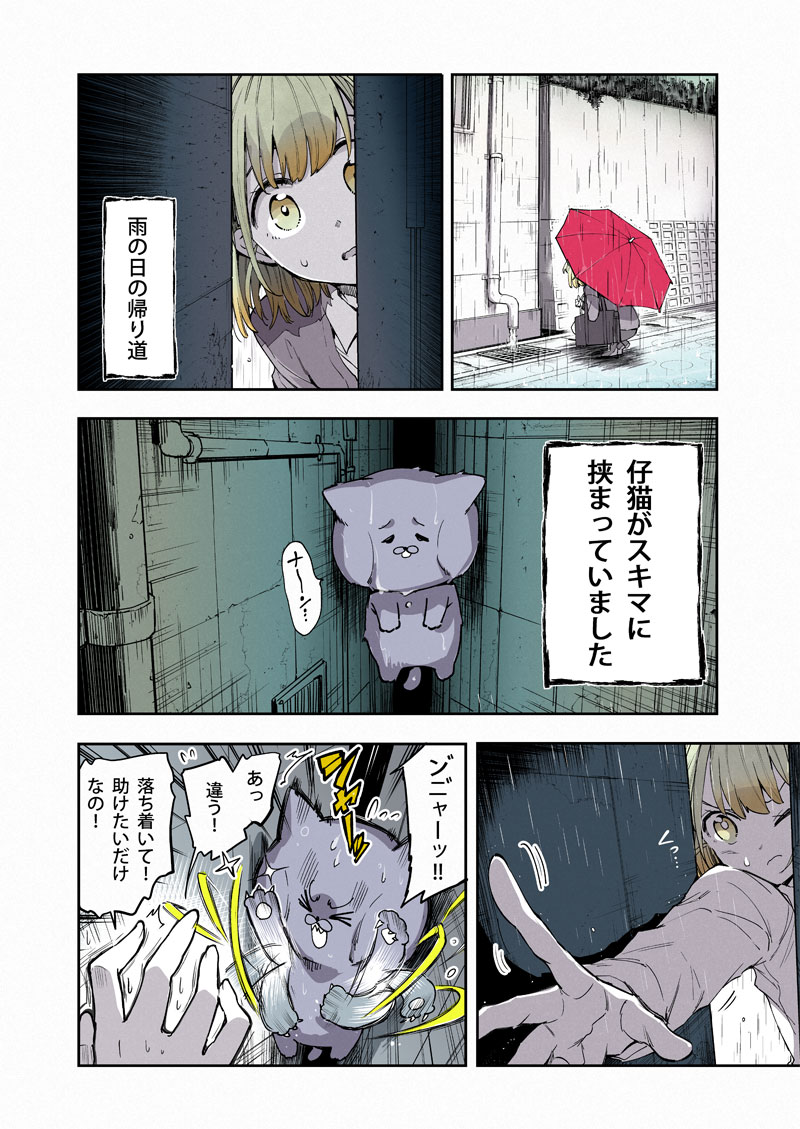 雨の日の帰り道
仔猫がスキマに
挟まっていました
ナー…
くっ…
ンニャーッ!!
シャッ
あっ
違う！
落ち着いて！
助けたいだけ
なの！